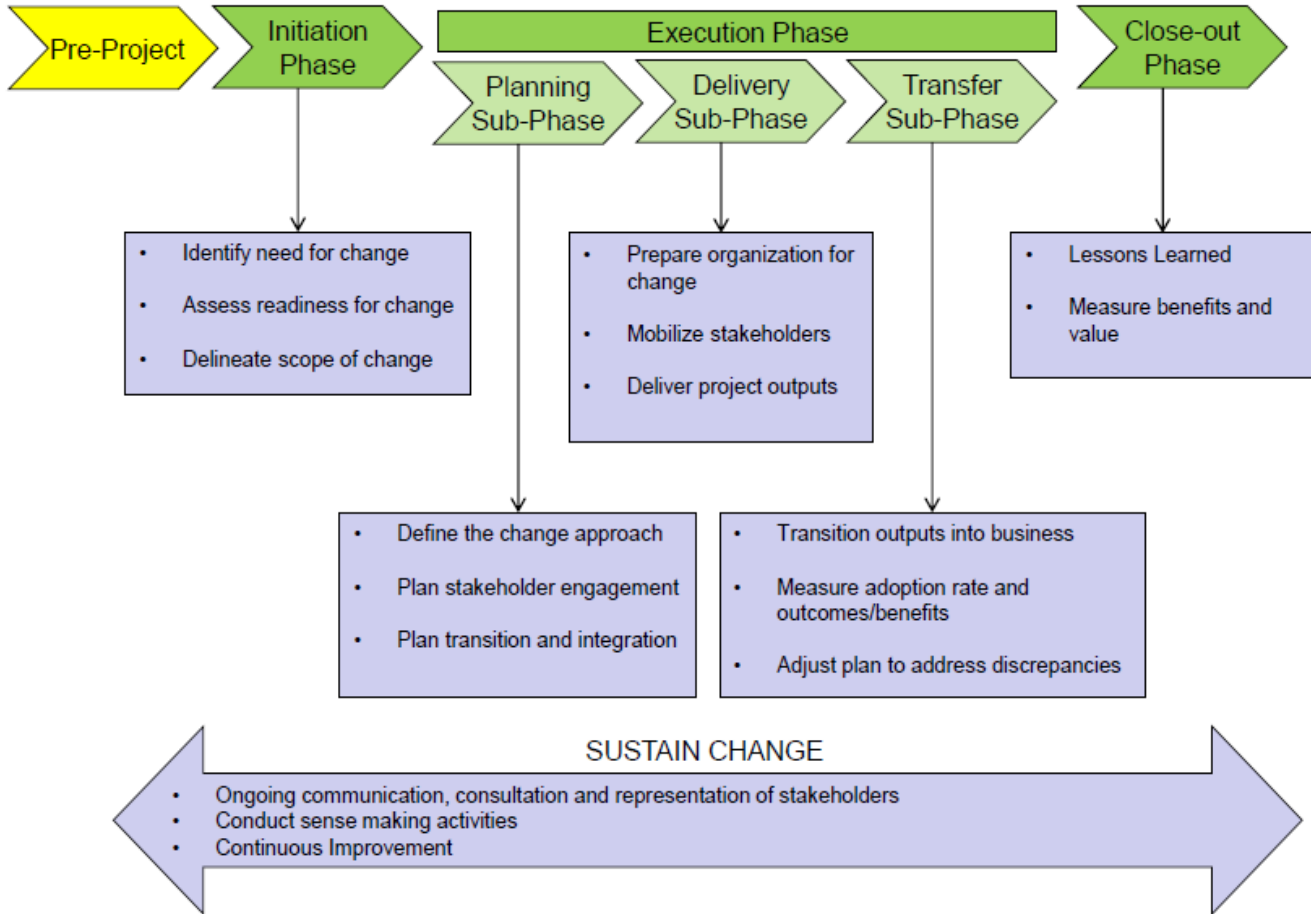 Pre-Project
Initiation
Phase
Execution Phase
Close-out
Phase
Planning
Sub-Phase
Delivery
Sub-Phase
Transfer
Sub-Phase
• Identify need for change
• Assess readiness for change
• Delineate scope of change
• Prepare organization for
change
• Mobilize stakeholders
• Deliver project outputs
• Lessons Learned
• Measure benefits and
value
• Define the change approach
• Plan stakeholder engagement
• Plan transition and integration
• Transition outputs into business
• Measure adoption rate and
outcomes/benefits
• Adjust plan to address discrepancies
SUSTAIN CHANGE
• Ongoing communication, consultation and representation of stakeholders
• Conduct sense making activities
• Continuous Improvement